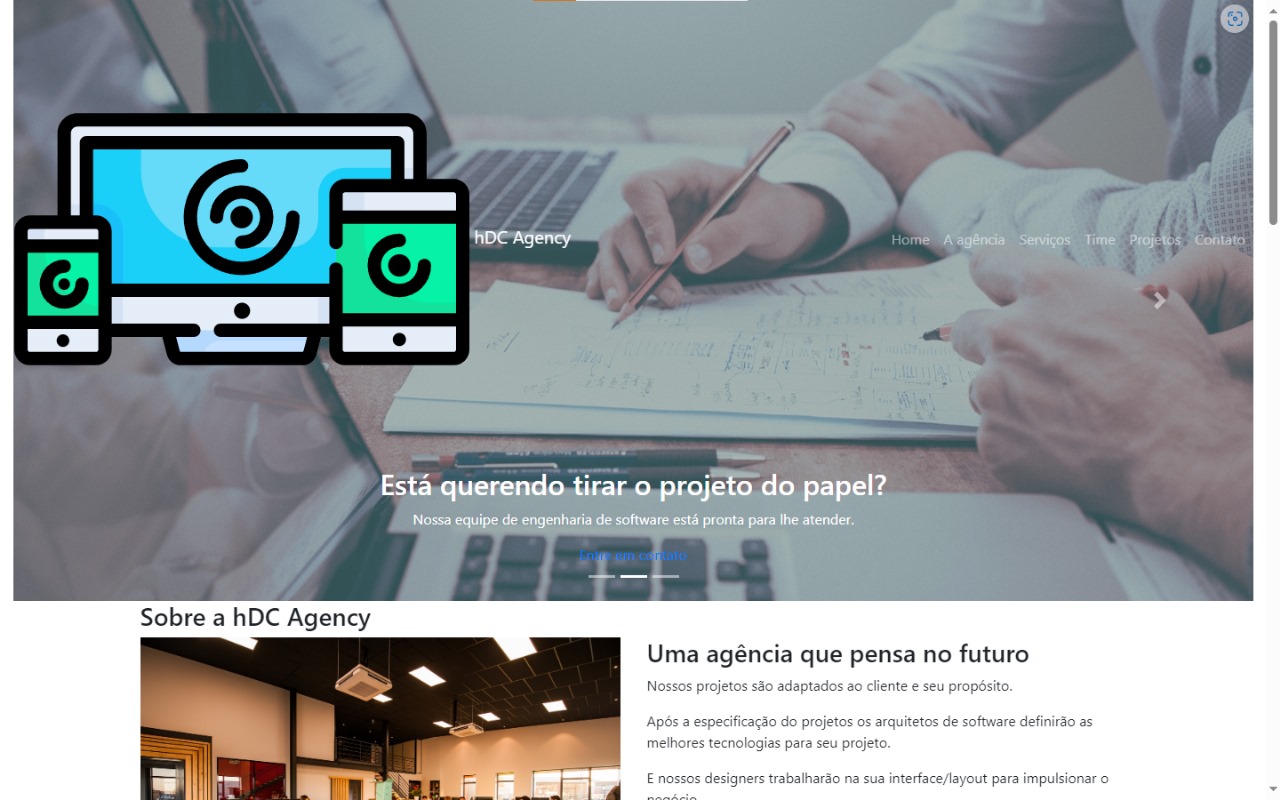 hDC Agency
Home A agência Serviços Time Projetos Contato
Está querendo tirar o projeto do papel?
Nossa equipe de engenharia de software está pronta para lhe atender.
Entre em contato
Sobre a hDC Agency
Uma agência que pensa no futuro
Nossos projetos são adaptados ao cliente e seu propósito.
Após a especificação do projetos os arquitetos de software definirão as
melhores tecnologias para seu projeto.
E nossos designers trabalharão na sua interface/layout para impulsionar o
negócio